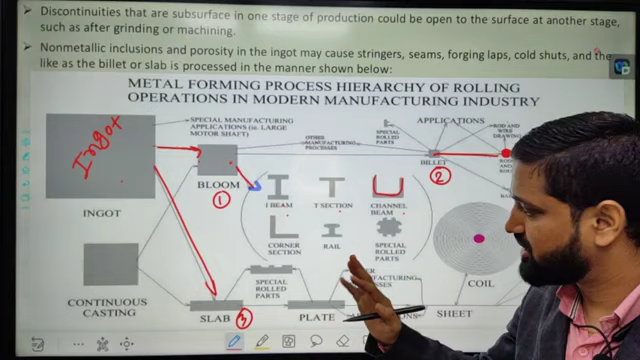 ➤ Discontinuities that are subsurface in one stage of production could be open to the surface at another stage,
such as after grinding or machining.
➤ Nonmetallic inclusions and porosity in the ingot may cause stringers, seams, forging laps, cold shuts, and the
like as the billet or slab is processed in the manner shown below:
METAL FORMING PROCESS HIERARCHY OF ROLLING
OPERATIONS IN MODERN MANUFACTURING INDUSTRY
Ingot
SPECIAL MANUFACTURING
APPLICATIONS (ie. LARGE
MOTOR SHAFT)
OTHER
MANUFACTURING
PROCESSES
SPECIAL
ROLLED
PARTS
APPLICATIONS
ROD AND
WIRE
DRAWING
BLOOM
1
BILLET
2
INGOT
I BEAM
T SECTION
CHANNEL
BEAM
CORNER
SECTION
RAIL
SPECIAL
ROLLED
PARTS
SPECIAL
ROLLED
PARTS
COIL
CONTINUOUS
CASTING
SLAB
3
PLATE
SHEET